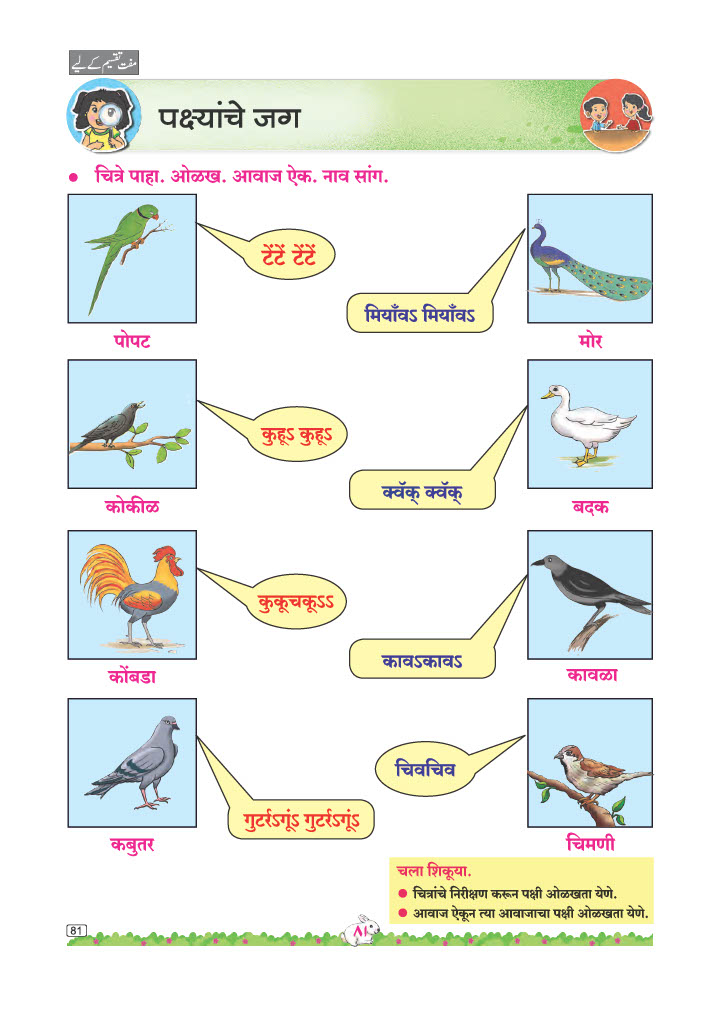 مفت تقسیم کے لیے
पक्ष्यांचे जग
● चित्रे पाहा. ओळख. आवाज ऐक. नाव सांग.
टेंटें टेंटें
पोपट
मियाँवऽ मियाँवऽ
मोर
कुहूऽ कुहूऽ
कोकीळ
क्वॅक् क्वॅक्
बदक
कुकूचकूऽऽ
कोंबडा
कावऽकावऽ
कावळा
गुटर्रऽगूंऽ गुटर्रऽगूंऽ
कबुतर
चिवचिव
चिमणी
चला शिकूया.
● चित्रांचे निरीक्षण करून पक्षी ओळखता येणे.
● आवाज ऐकून त्या आवाजाचा पक्षी ओळखता येणे.
81